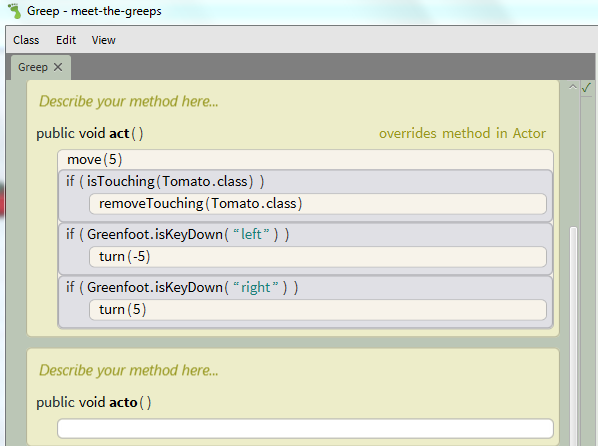 Greep - meet-the-greeps
Class Edit View
Greep
Describe your method here...
public void act() overrides method in Actor
move(5)
if ( isTouching(Tomato.class) )
removeTouching(Tomato.class)
if ( Greenfoot.isKeyDown( “left” ) )
turn(-5)
if ( Greenfoot.isKeyDown( “right” ) )
turn(5)
Describe your method here...
public void acto()